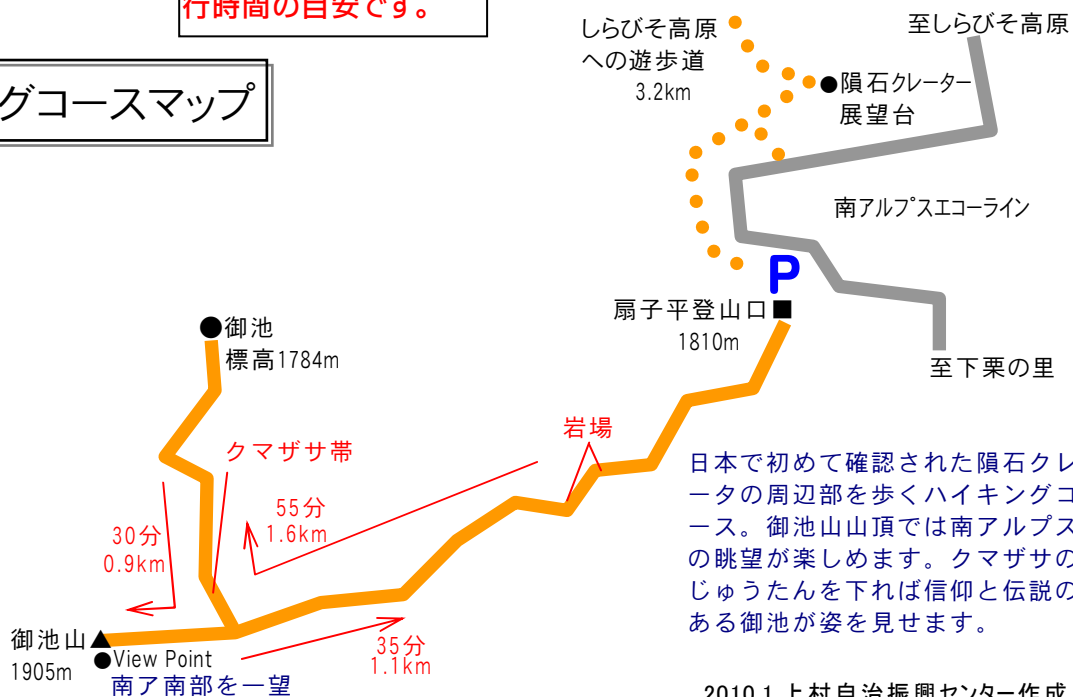 行時間の目安です。
グコースマップ
しらびそ高原
への遊歩道
3.2km
至しらびそ高原
隕石クレーター
展望台
南アルプスエコーライン
P
扇子平登山口
1810m
至下栗の里
御池
標高1784m
クマザサ帯
岩場
55分
1.6km
30分
0.9km
35分
1.1km
御池山
1905m
View Point
南ア南部を一望
日本で初めて確認された隕石クレ
ータの周辺部を歩くハイキングコ
ース。御池山山頂では南アルプス
の眺望が楽しめます。クマザサの
じゅうたんを下れば信仰と伝説の
ある御池が姿を見せます。
2010.1 上村自治振興センター作成